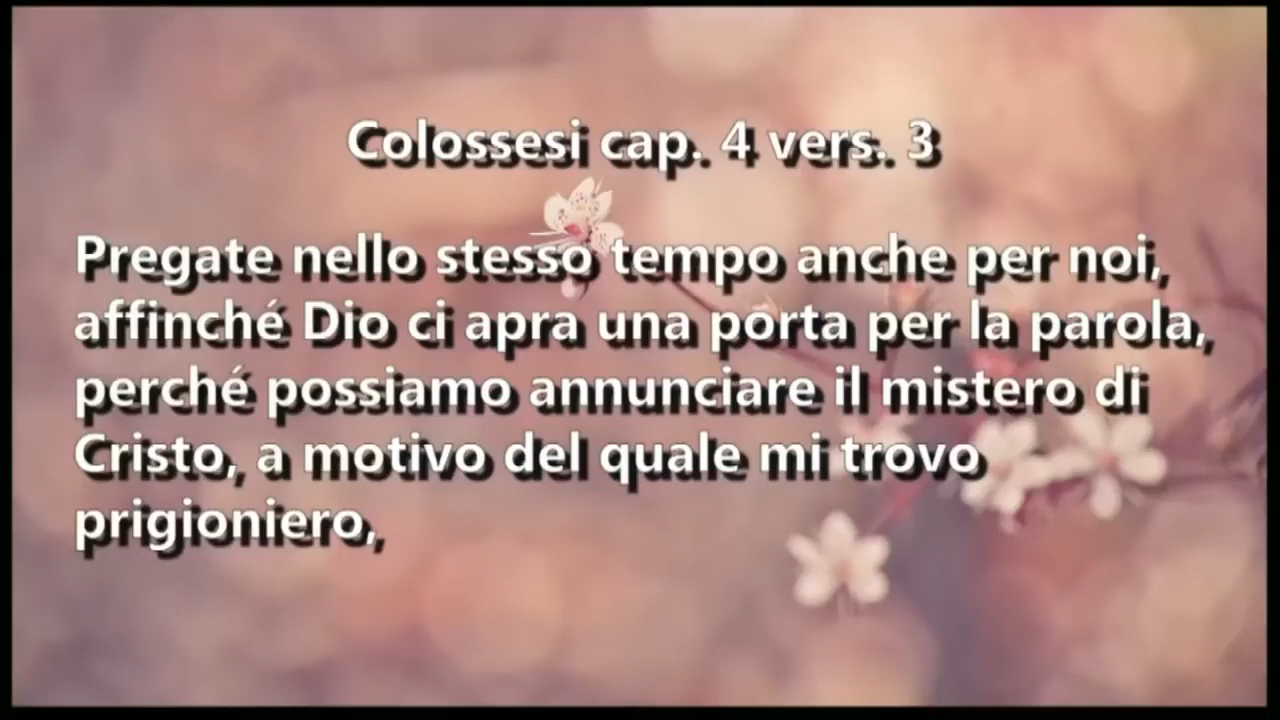 Colossesi cap. 4 vers. 3
Pregate nello stesso tempo anche per noi,
affinché Dio ci apra una porta per la parola,
perché possiamo annunciare il mistero di
Cristo, a motivo del quale mi trovo
prigioniero,